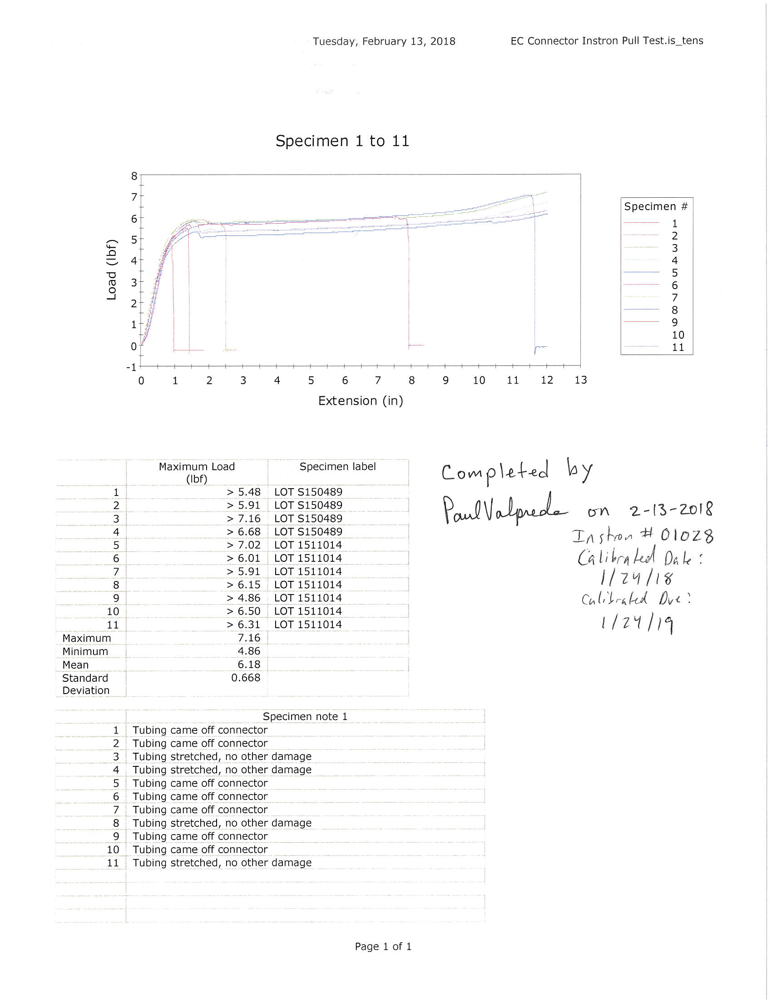 Tuesday, February 13, 2018 EC Connector Instron Pull Test.is_tens
Specimen 1 to 11
8
7
6
5
4
3
2
1
0
-1
Load (lbf)
0 1 2 3 4 5 6 7 8 9 10 11 12 13
Extension (in)
Specimen #
1
2
3
4
5
6
7
8
9
10
11
Maximum Load (lbf) Specimen label
1 > 5.48 LOT S150489
2 > 5.91 LOT S150489
3 > 7.16 LOT S150489
4 > 6.68 LOT S150489
5 > 7.02 LOT 1511014
6 > 6.01 LOT 1511014
7 > 5.91 LOT 1511014
8 > 6.15 LOT 1511014
9 > 4.86 LOT 1511014
10 > 6.50 LOT 1511014
11 > 6.31 LOT 1511014
Maximum 7.16
Minimum 4.86
Mean 6.18
Standard Deviation 0.668
Completed by
Paul Valpreda on 2-13-2018
Instron # 01028
Calibrated Date:
1/24/18
Calibrated Due:
1/24/19
Specimen note 1
1 Tubing came off connector
2 Tubing came off connector
3 Tubing stretched, no other damage
4 Tubing stretched, no other damage
5 Tubing came off connector
6 Tubing came off connector
7 Tubing came off connector
8 Tubing stretched, no other damage
9 Tubing came off connector
10 Tubing came off connector
11 Tubing stretched, no other damage
Page 1 of 1